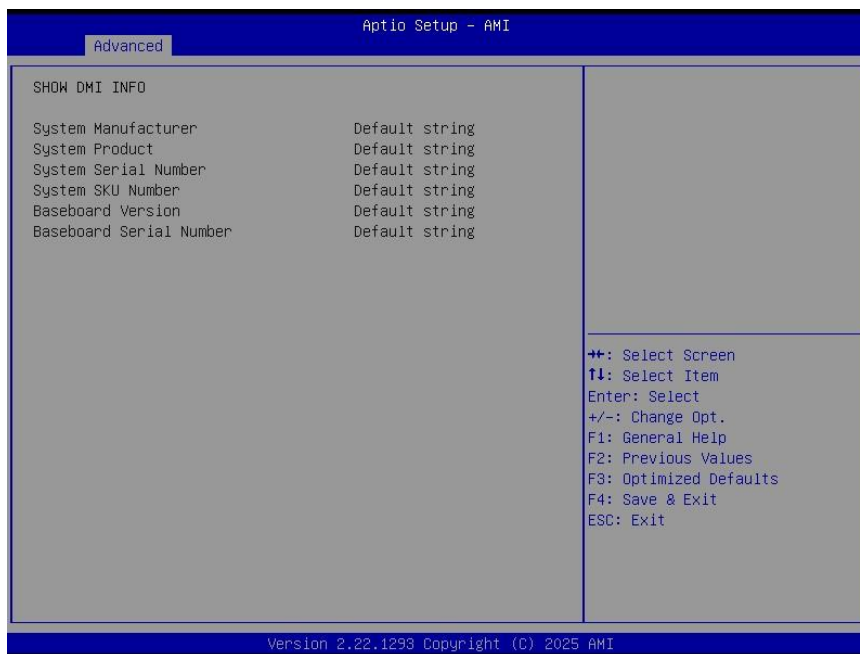 Aptio Setup – AMI
Advanced
SHOW DMI INFO
System Manufacturer Default string
System Product Default string
System Serial Number Default string
System SKU Number Default string
Baseboard Version Default string
Baseboard Serial Number Default string
→←: Select Screen
↑↓: Select Item
Enter: Select
+/-: Change Opt.
F1: General Help
F2: Previous Values
F3: Optimized Defaults
F4: Save & Exit
ESC: Exit
Version 2.22.1293 Copyright (C) 2025 AMI